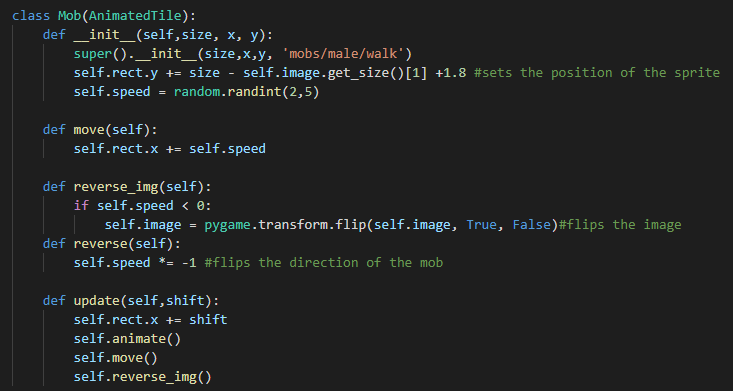 class Mob(AnimatedTile):
    def __init__(self,size, x, y):
        super().__init__(size,x,y, 'mobs/male/walk')
        self.rect.y += size - self.image.get_size()[1] +1.8 #sets the position of the sprite
        self.speed = random.randint(2,5)

    def move(self):
        self.rect.x += self.speed

    def reverse_img(self):
        if self.speed < 0:
            self.image = pygame.transform.flip(self.image, True, False)#flips the image
    def reverse(self):
        self.speed *= -1 #flips the direction of the mob

    def update(self,shift):
        self.rect.x += shift
        self.animate()
        self.move()
        self.reverse_img()